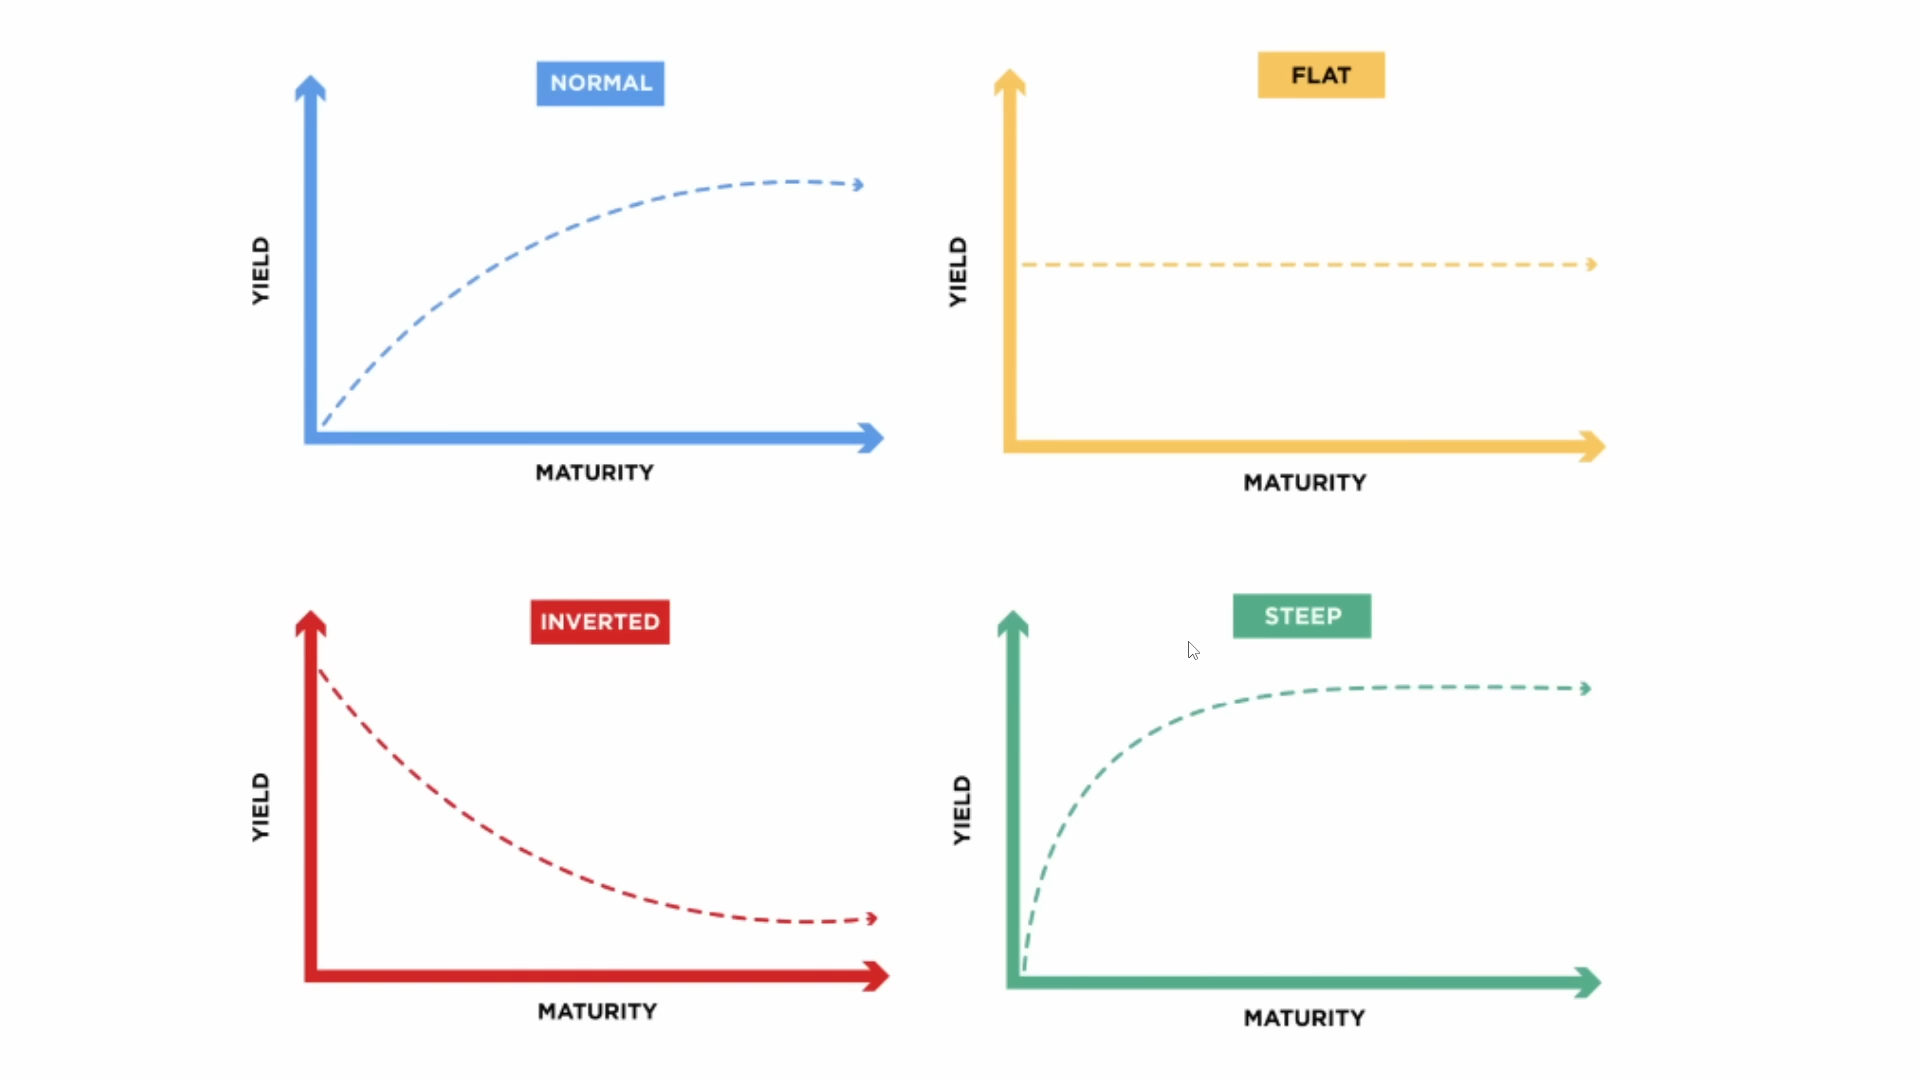 NORMAL
YIELD
MATURITY
FLAT
YIELD
MATURITY
INVERTED
YIELD
MATURITY
STEEP
YIELD
MATURITY